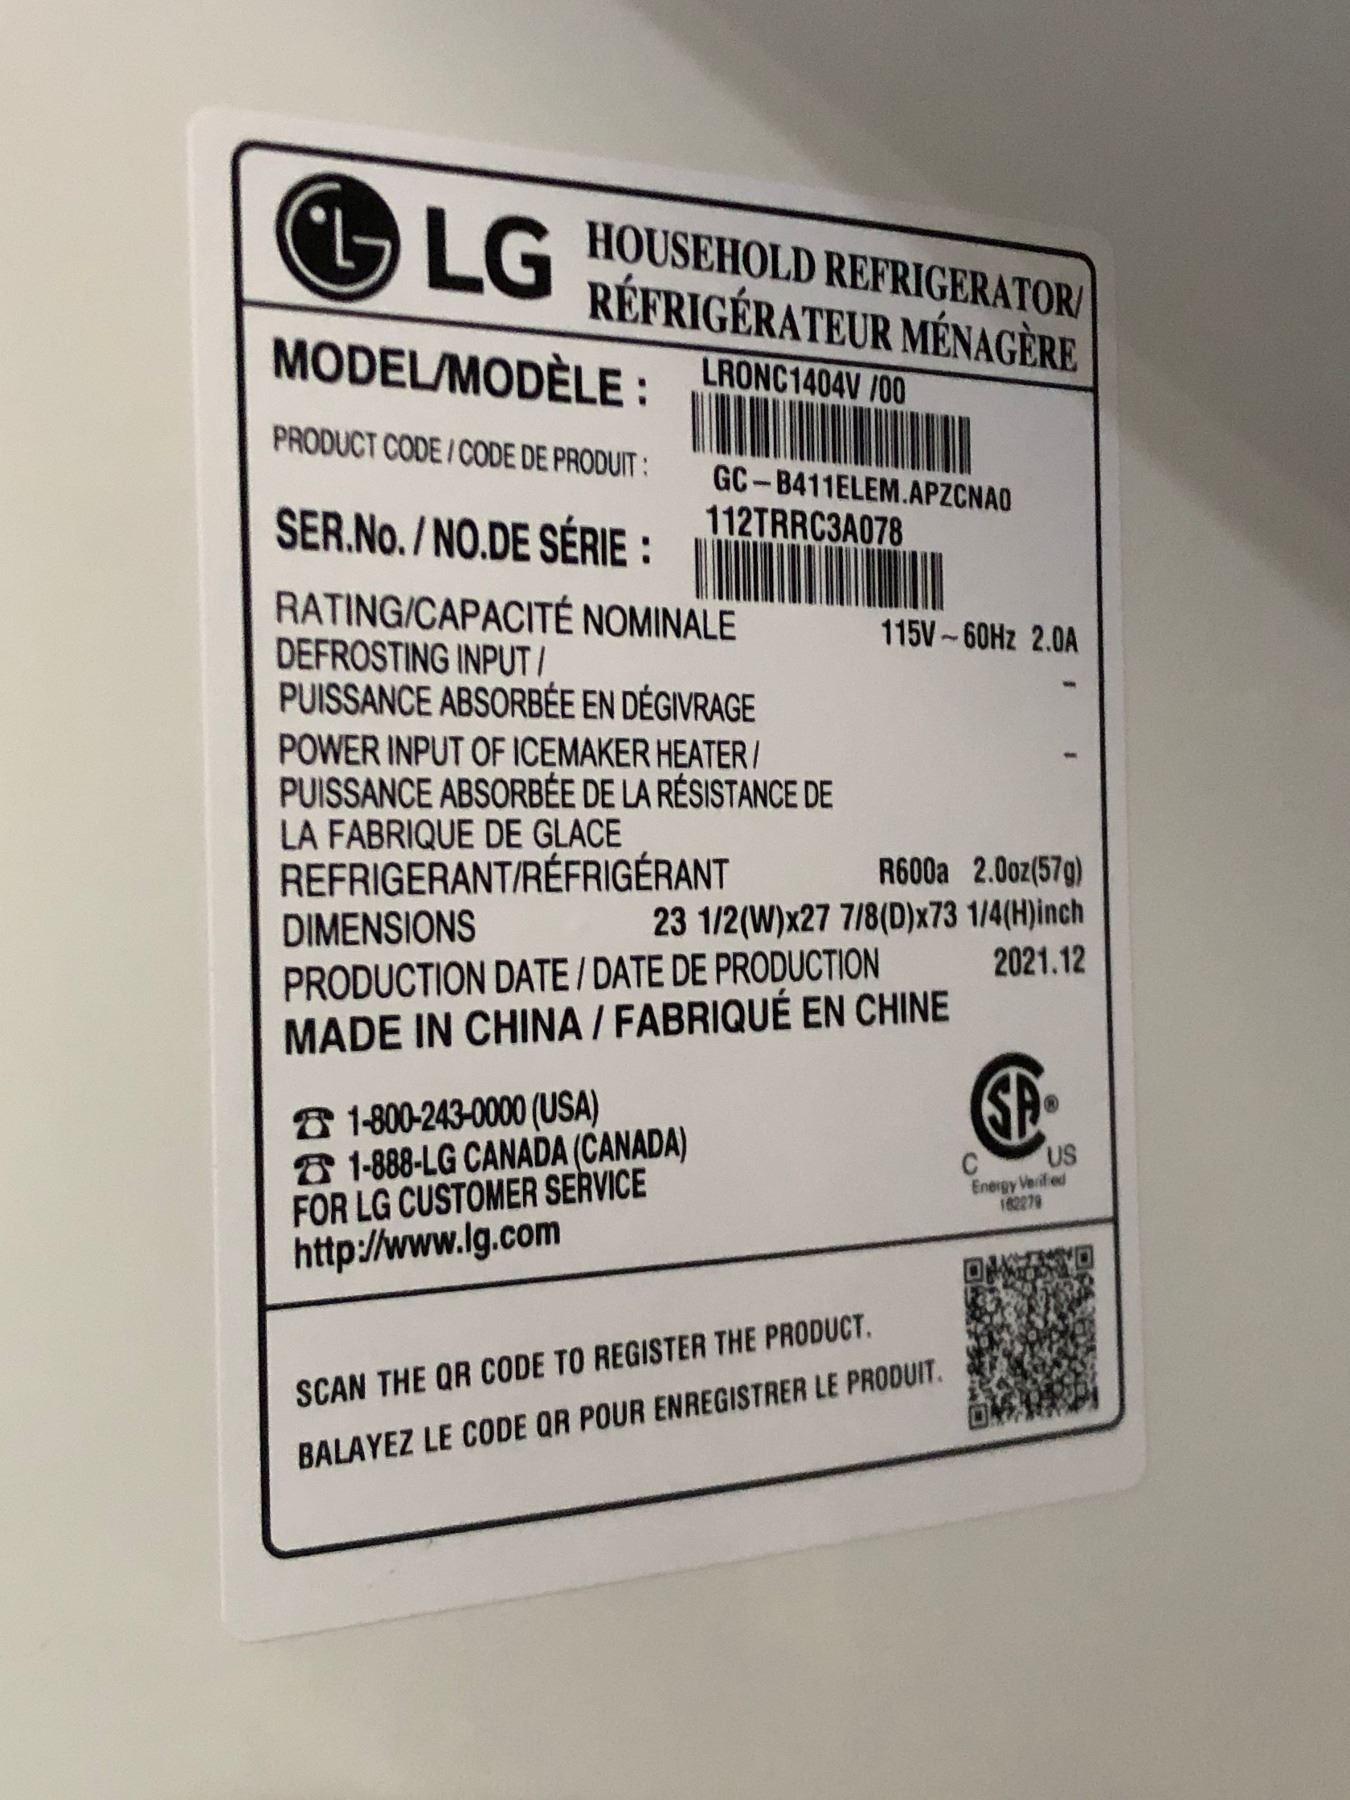 LG HOUSEHOLD REFRIGERATOR/
RÉFRIGÉRATEUR MÉNAGÈRE
MODEL/MODÈLE : LRONC1404V /00
PRODUCT CODE / CODE DE PRODUIT : GC-B411ELEM.APZCNA0
SER.No. / NO.DE SÉRIE : 112TRRC3A078
RATING/CAPACITÉ NOMINALE 115V ~ 60Hz 2.0A
DEFROSTING INPUT / -
PUISSANCE ABSORBÉE EN DÉGIVRAGE
POWER INPUT OF ICEMAKER HEATER / -
PUISSANCE ABSORBÉE DE LA RÉSISTANCE DE
LA FABRIQUE DE GLACE
REFRIGERANT/RÉFRIGÉRANT R600a 2.0oz(57g)
DIMENSIONS 23 1/2(W)x27 7/8(D)x73 1/4(H)inch
PRODUCTION DATE / DATE DE PRODUCTION 2021.12
MADE IN CHINA / FABRIQUÉ EN CHINE
☎ 1-800-243-0000 (USA)
☎ 1-888-LG CANADA (CANADA)
FOR LG CUSTOMER SERVICE
http://www.lg.com
CSA®
C US
Energy Verified
162279
SCAN THE QR CODE TO REGISTER THE PRODUCT.
BALAYEZ LE CODE QR POUR ENREGISTRER LE PRODUIT.